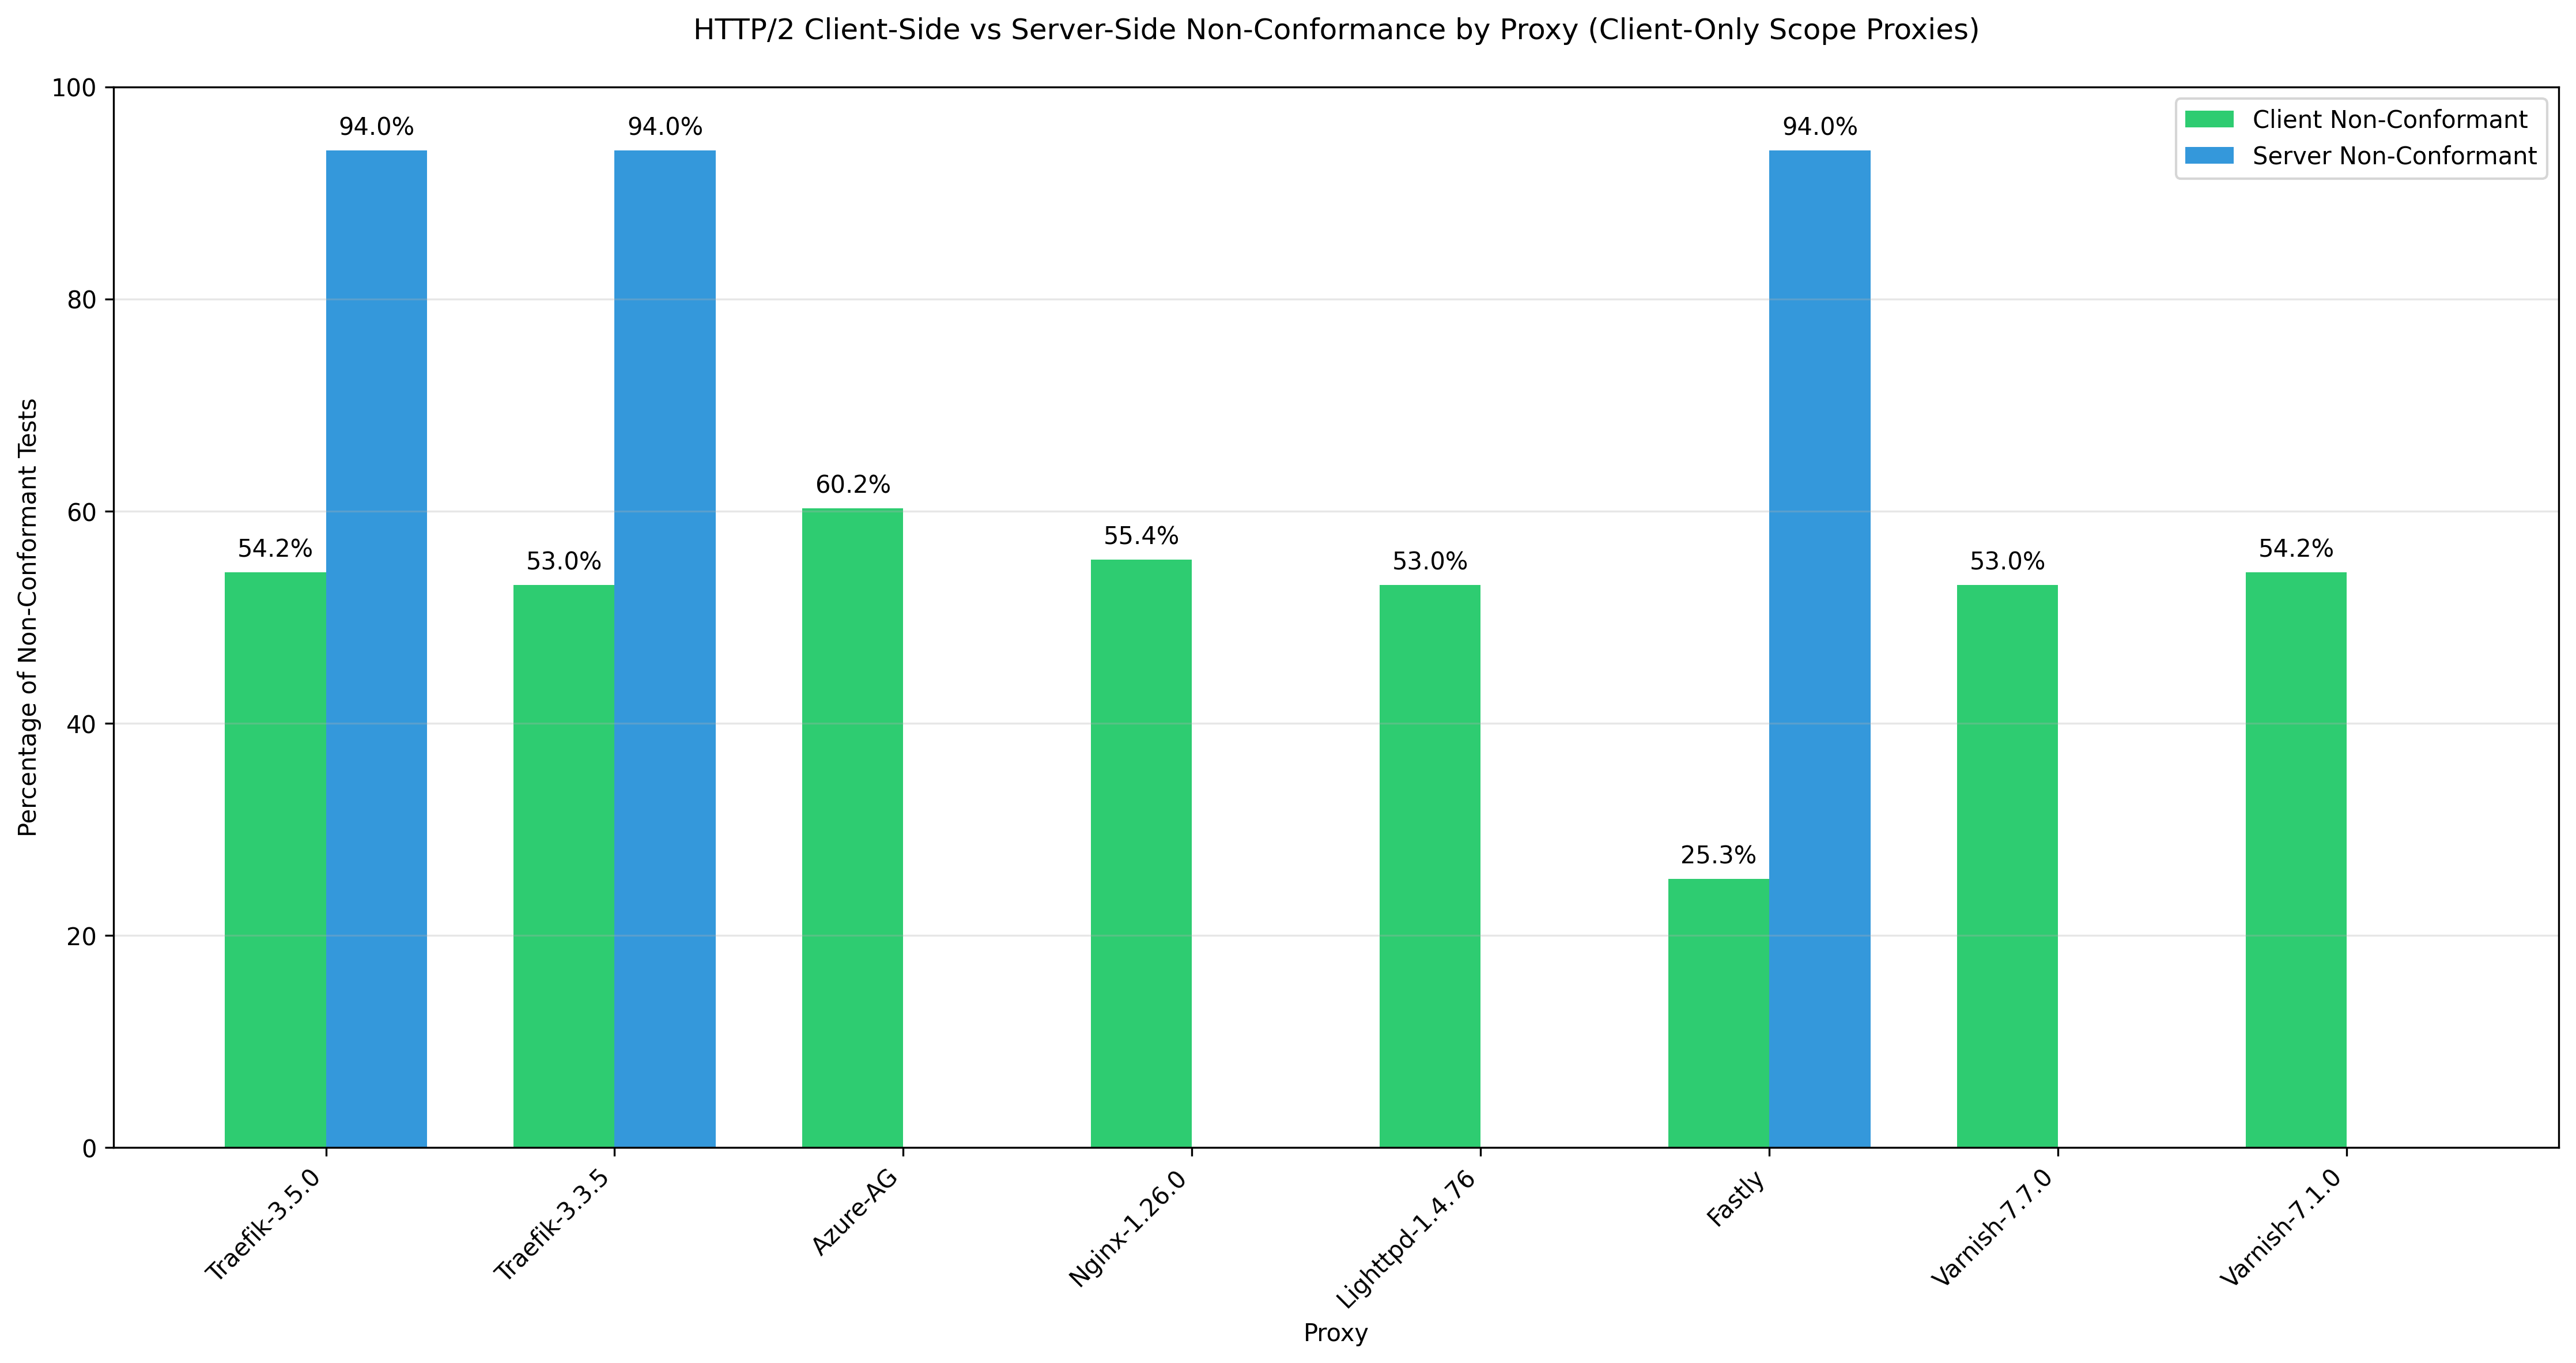 HTTP/2 Client-Side vs Server-Side Non-Conformance by Proxy (Client-Only Scope Proxies)
Client Non-Conformant
Server Non-Conformant
Percentage of Non-Conformant Tests
100
80
60
40
20
0
54.2%
94.0%
53.0%
94.0%
60.2%
55.4%
53.0%
25.3%
94.0%
53.0%
54.2%
Traefik-3.5.0
Traefik-3.3.5
Azure-AG
Nginx-1.26.0
Lighttpd-1.4.76
Fastly
Varnish-7.7.0
Varnish-7.1.0
Proxy